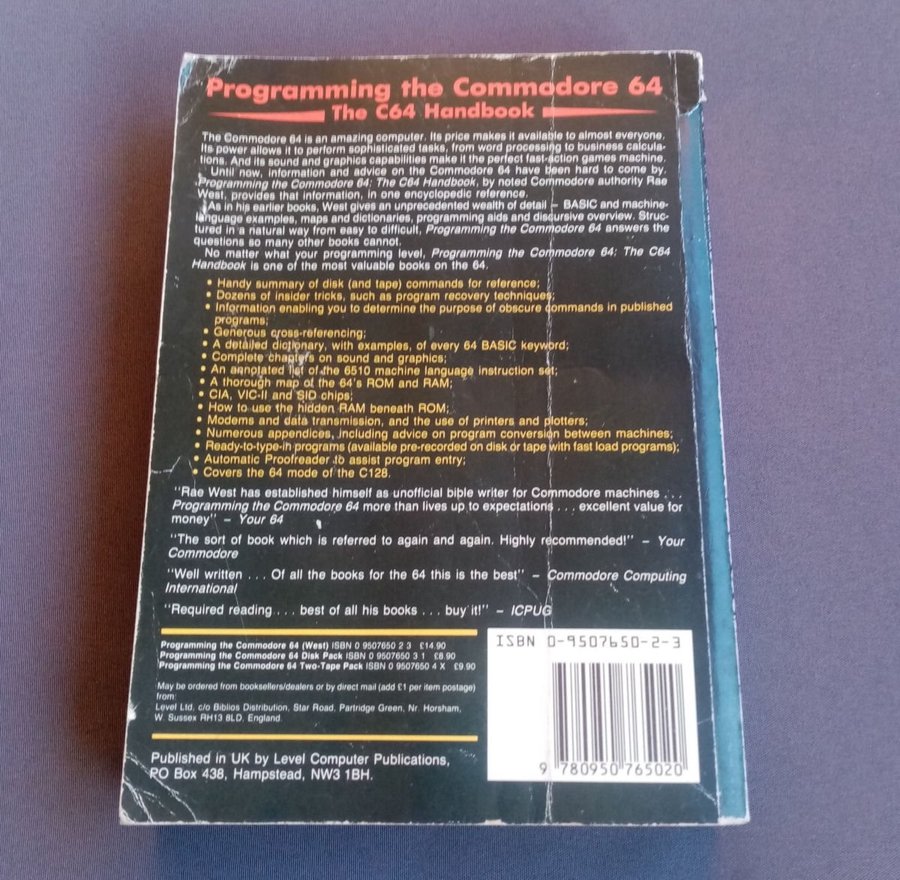 Programming the Commodore 64
The C64 Handbook
The Commodore 64 is an amazing computer. Its price makes it available to almost everyone.
Its power allows it to perform sophisticated tasks, from word processing to business calcula-
tions. And its sound and graphics capabilities make it the perfect fast-action games machine.
Until now, information and advice on the Commodore 64 have been hard to come by.
Programming the Commodore 64: The C64 Handbook, by noted Commodore authority Rae
West, provides that information, in one encyclopedic reference.
As in his earlier books, West gives an unprecedented wealth of detail – BASIC and machine-
language examples, maps and dictionaries, programming aids and discursive overview. Struc-
tured in a natural way from easy to difficult, Programming the Commodore 64 answers the
questions so many other books cannot.
No matter what your programming level, Programming the Commodore 64: The C64
Handbook is one of the most valuable books on the 64.
• Handy summary of disk (and tape) commands for reference;
• Dozens of insider tricks, such as program recovery techniques;
• Information enabling you to determine the purpose of obscure commands in published
programs;
• Generous cross-referencing;
• A detailed dictionary, with examples, of every 64 BASIC keyword;
• Complete chapters on sound and graphics;
• An annotated list of the 6510 machine language instruction set;
• A thorough map of the 64's ROM and RAM;
• CIA, VIC-II and SID chips;
• How to use the hidden RAM beneath ROM;
• Modems and data transmission, and the use of printers and plotters;
• Numerous appendices, including advice on program conversion between machines;
• Ready-to-type-in programs (available pre-recorded on disk or tape with fast load programs);
• Automatic Proofreader to assist program entry;
• Covers the 64 mode of the C128.
"Rae West has established himself as unofficial bible writer for Commodore machines . . .
Programming the Commodore 64 more than lives up to expectations . . . excellent value for
money" – Your 64
"The sort of book which is referred to again and again. Highly recommended!" – Your
Commodore
"Well written . . . Of all the books for the 64 this is the best" – Commodore Computing
International
"Required reading . . . best of all his books . . . buy it!" – ICPUG
Programming the Commodore 64 (West) ISBN 0 9507650 2 3 £14.90
Programming the Commodore 64 Disk Pack ISBN 0 9507650 3 1 £8.90
Programming the Commodore 64 Two-Tape Pack ISBN 0 9507650 4 X £9.90
May be ordered from booksellers/dealers or by direct mail (add £1 per item postage)
from:
Level Ltd, c/o Biblios Distribution, Star Road, Partridge Green, Nr. Horsham,
W. Sussex RH13 8LD, England.
Published in UK by Level Computer Publications,
PO Box 438, Hampstead, NW3 1BH.
ISBN 0-9507650-2-3
9 780950 765020